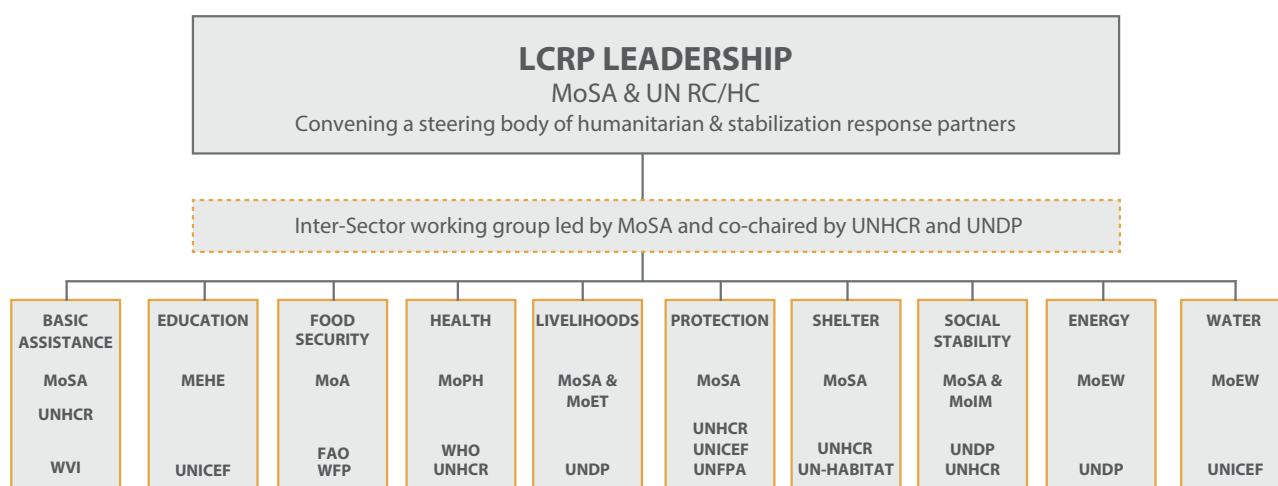 LCRP LEADERSHIP
MoSA & UN RC/HC
Convening a steering body of humanitarian & stabilization response partners
Inter-Sector working group led by MoSA and co-chaired by UNHCR and UNDP
BASIC
ASSISTANCE
MoSA
UNHCR
WVI
EDUCATION
MEHE
UNICEF
FOOD
SECURITY
MoA
FAO
WFP
HEALTH
MoPH
WHO
UNHCR
LIVELIHOODS
MoSA &
MoET
UNDP
PROTECTION
MoSA
UNHCR
UNICEF
UNFPA
SHELTER
MoSA
UNHCR
UN-HABITAT
SOCIAL
STABILITY
MoSA &
MoIM
UNDP
UNHCR
ENERGY
MoEW
UNDP
WATER
MoEW
UNICEF